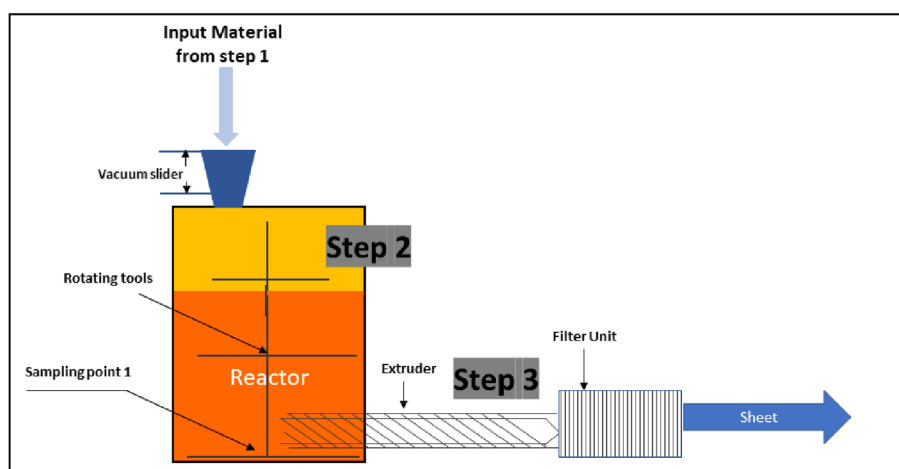 Input Material
from step 1
Vacuum slider
Step 2
Rotating tools
Filter Unit
Sampling point 1
Reactor
Extruder
Step 3
Sheet